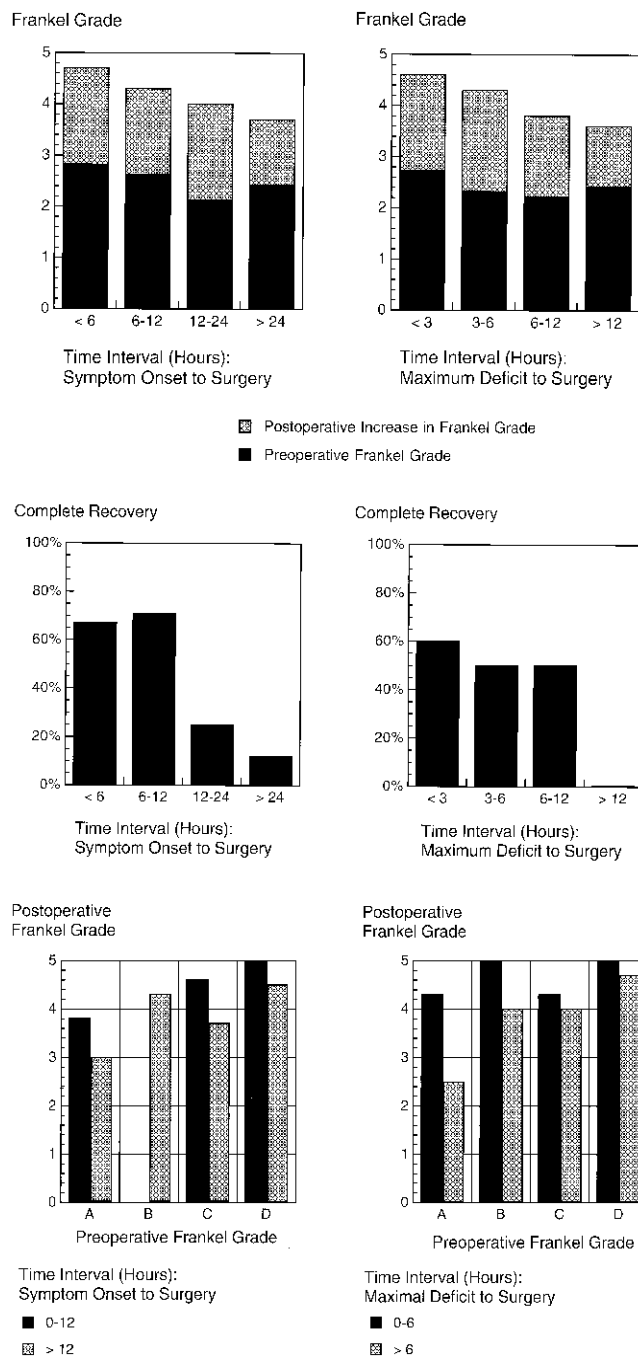 Frankel Grade
5
4
3
2
1
0
< 6 6-12 12-24 > 24
Time Interval (Hours):
Symptom Onset to Surgery
Frankel Grade
5
4
3
2
1
0
< 3 3-6 6-12 > 12
Time Interval (Hours):
Maximum Deficit to Surgery
Postoperative Increase in Frankel Grade
Preoperative Frankel Grade
Complete Recovery
100%
80%
60%
40%
20%
0%
< 6 6-12 12-24 > 24
Time Interval (Hours):
Symptom Onset to Surgery
Complete Recovery
100%
80%
60%
40%
20%
0%
< 3 3-6 6-12 > 12
Time Interval (Hours):
Maximum Deficit to Surgery
Postoperative
Frankel Grade
5
4
3
2
1
0
A B C D
Preoperative Frankel Grade
Time Interval (Hours):
Symptom Onset to Surgery
0-12
> 12
Postoperative
Frankel Grade
5
4
3
2
1
0
A B C D
Preoperative Frankel Grade
Time Interval (Hours):
Maximal Deficit to Surgery
0-6
> 6